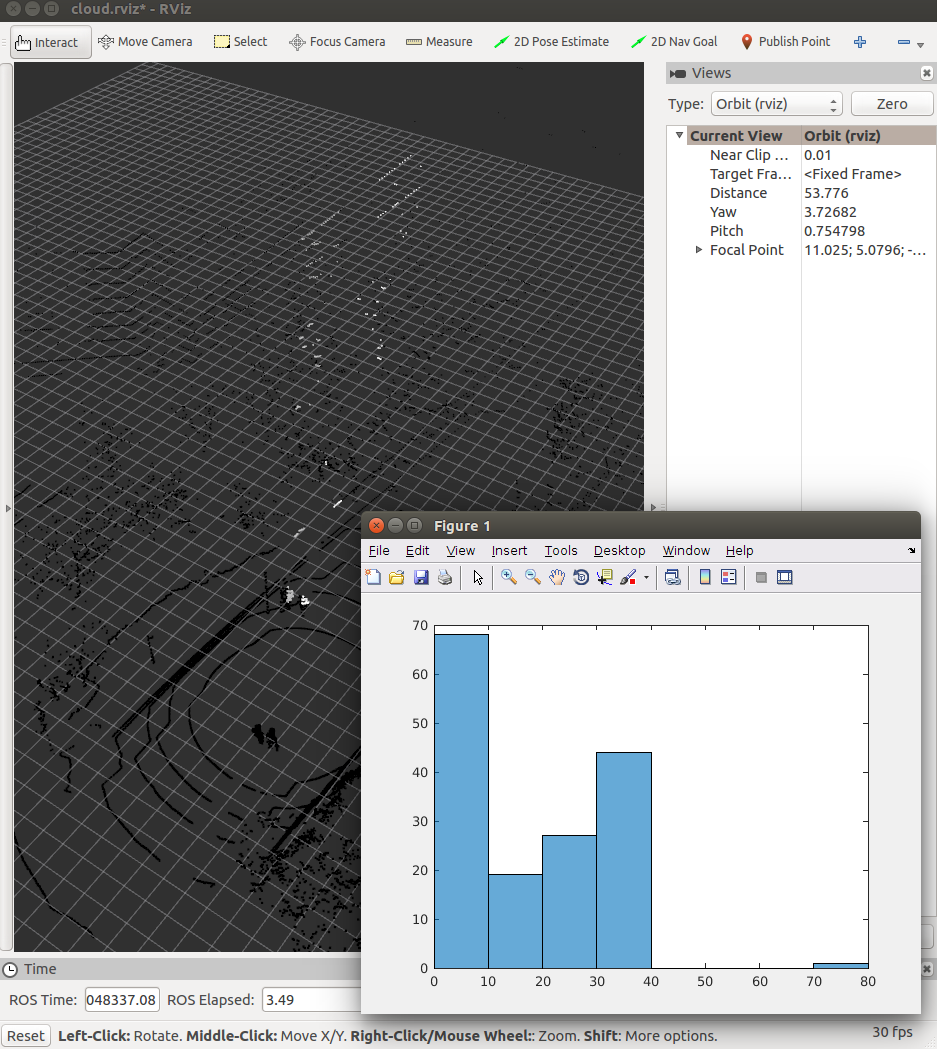 cloud.rviz* - RViz
Interact Move Camera Select Focus Camera Measure 2D Pose Estimate 2D Nav Goal Publish Point
Views
Type: Orbit (rviz) Zero
Current View Orbit (rviz)
Near Clip ... 0.01
Target Fra... <Fixed Frame>
Distance 53.776
Yaw 3.72682
Pitch 0.754798
Focal Point 11.025; 5.0796; -...
Figure 1
File Edit View Insert Tools Desktop Window Help
70
60
50
40
30
20
10
0
0 10 20 30 40 50 60 70 80
Time
ROS Time: 048337.08 ROS Elapsed: 3.49
Reset Left-Click: Rotate. Middle-Click: Move X/Y. Right-Click/Mouse Wheel:: Zoom. Shift: More options. 30 fps